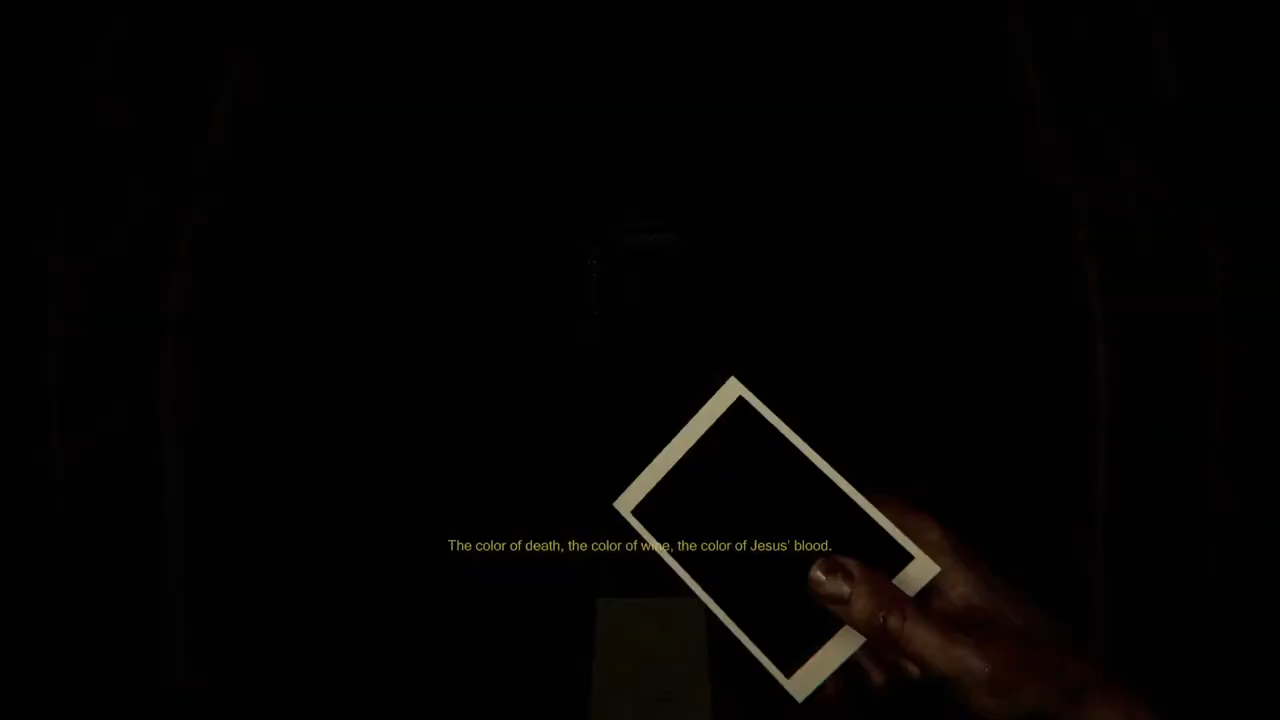 The color of death, the color of wine, the color of Jesus' blood.